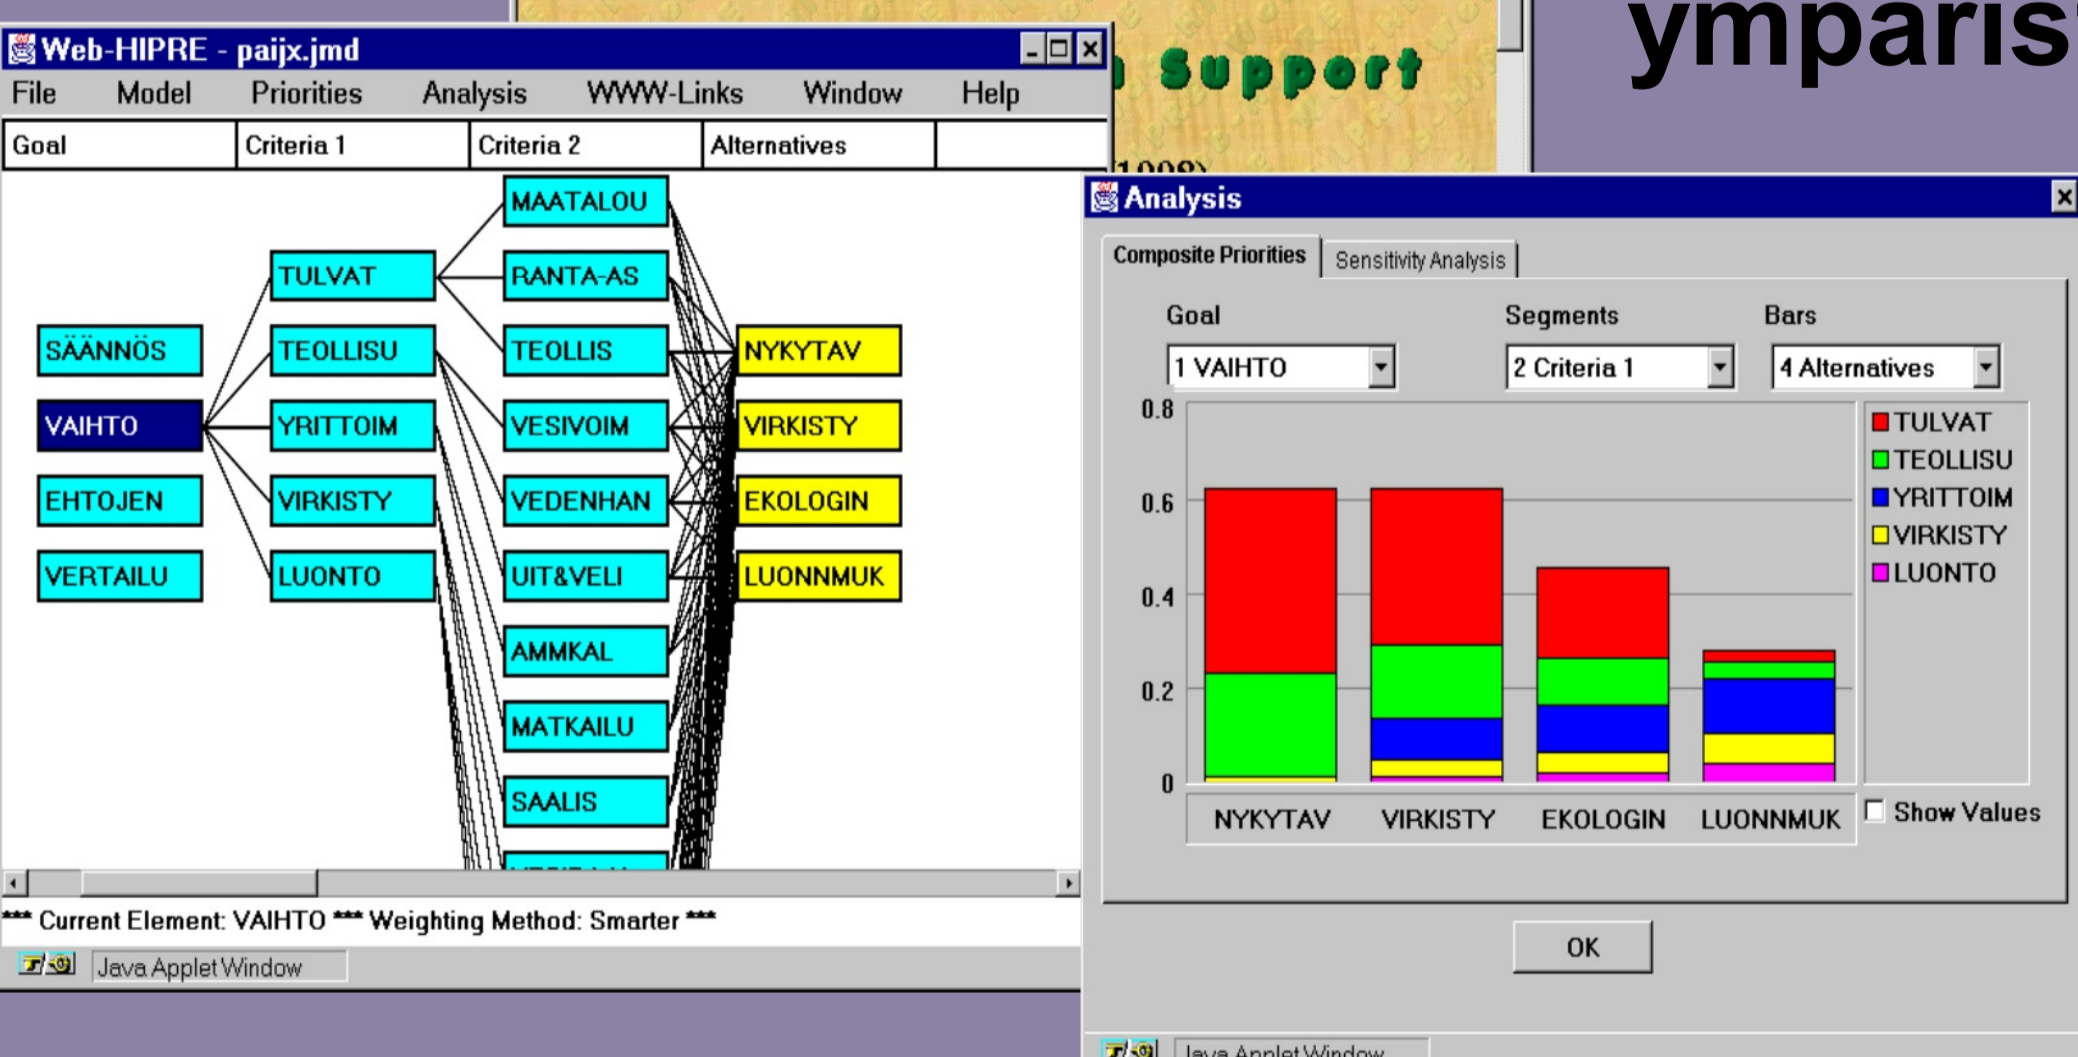 ympäris
Support
(1998)
Web-HIPRE - paijx.jmd
File Model Priorities Analysis WWW-Links Window Help
Goal Criteria 1 Criteria 2 Alternatives
SÄÄNNÖS
VAIHTO
EHTOJEN
VERTAILU
TULVAT
TEOLLISU
YRITTOIM
VIRKISTY
LUONTO
MAATALOU
RANTA-AS
TEOLLIS
VESIVOIM
VEDENHAN
UIT&VELI
AMMKAL
MATKAILU
SAALIS
NYKYTAV
VIRKISTY
EKOLOGIN
LUONNMUK
*** Current Element: VAIHTO *** Weighting Method: Smarter ***
Java Applet Window
Analysis
Composite Priorities Sensitivity Analysis
Goal Segments Bars
1 VAIHTO 2 Criteria 1 4 Alternatives
0.8
0.6
0.4
0.2
0
TULVAT
TEOLLISU
YRITTOIM
VIRKISTY
LUONTO
NYKYTAV VIRKISTY EKOLOGIN LUONNMUK
Show Values
OK
Java Applet Window